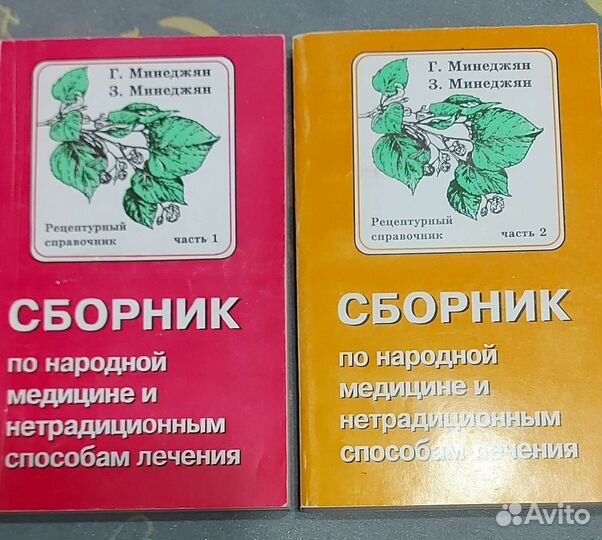 Г. Минеджян
З. Минеджян
Рецептурный
справочник часть 1
СБОРНИК
по народной
медицине и
нетрадиционным
способам лечения
Г. Минеджян
З. Минеджян
Рецептурный
справочник часть 2
СБОРНИК
по народной
медицине и
нетрадиционным
способам лечения
Avito